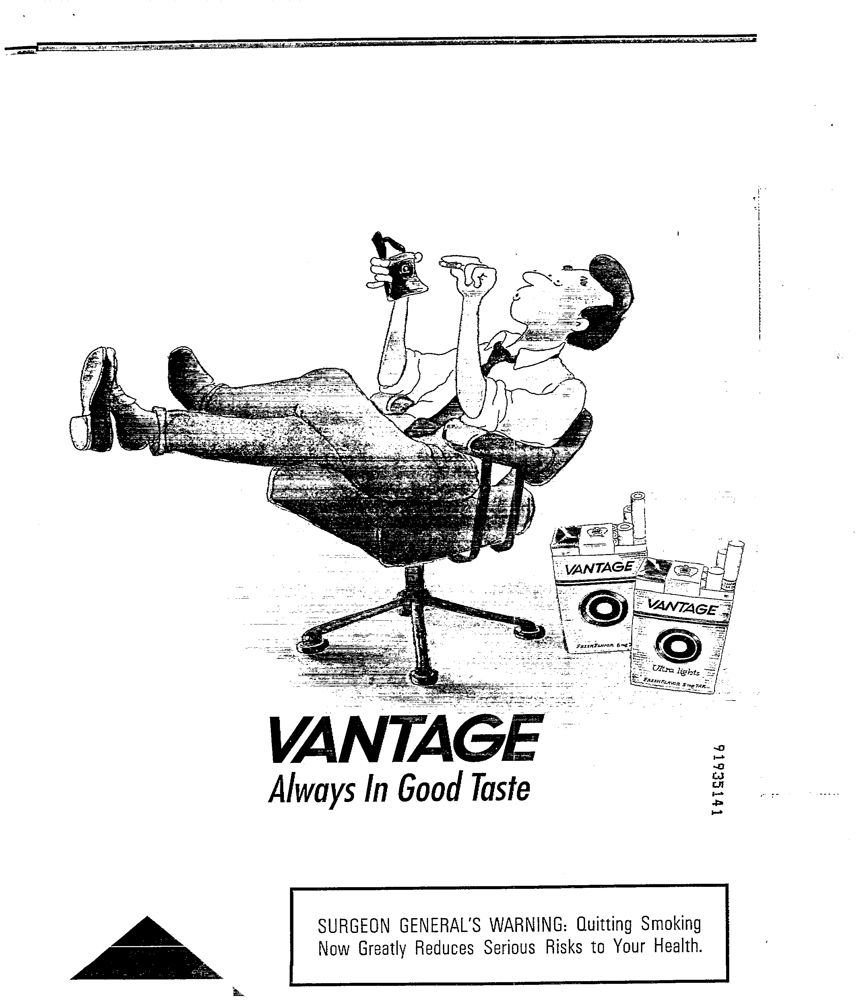 VANTAGE
VANTAGE
Ultra lights
VANTAGE
Always In Good Taste
91935141
SURGEON GENERAL'S WARNING: Quitting Smoking
Now Greatly Reduces Serious Risks to Your Health.